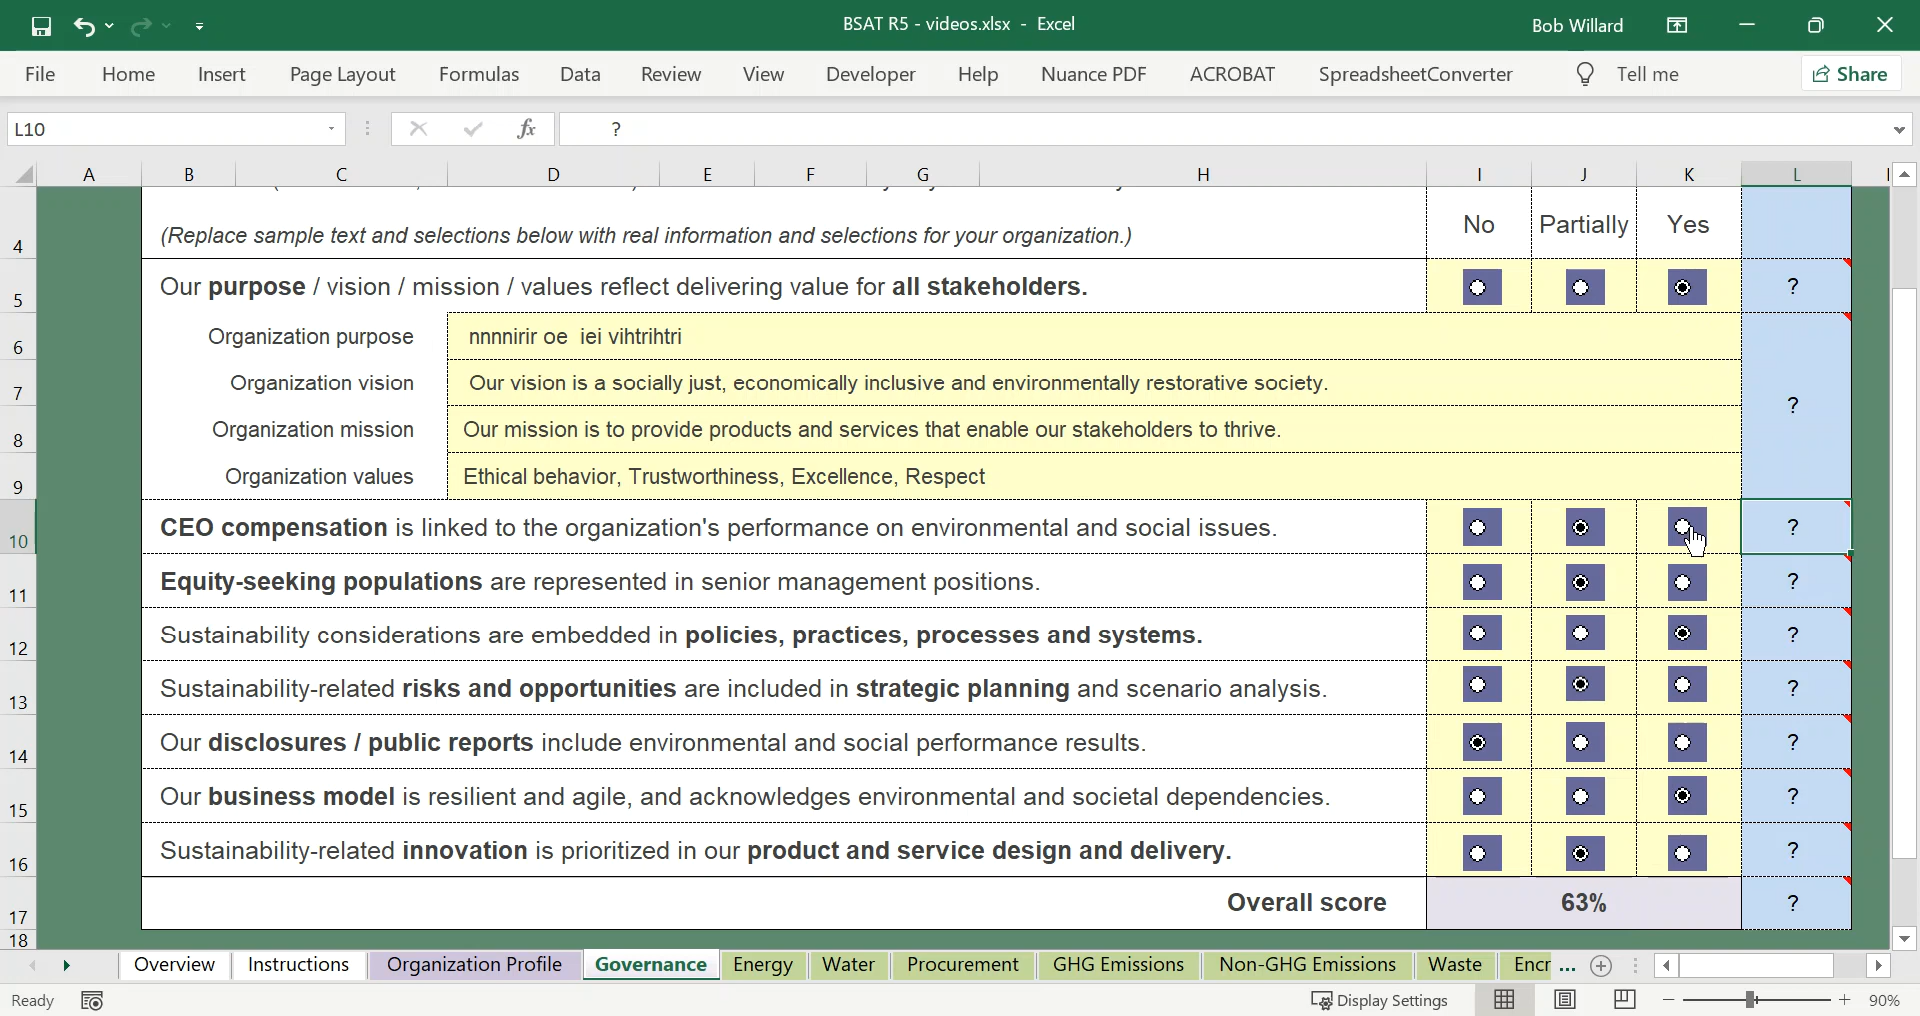 BSAT R5 - videos.xlsx - Excel
Bob Willard
File Home Insert Page Layout Formulas Data Review View Developer Help Nuance PDF ACROBAT SpreadsheetConverter Tell me Share
L10 fx ?
A B C D E F G H I J K L
4 (Replace sample text and selections below with real information and selections for your organization.) No Partially Yes
5 Our purpose / vision / mission / values reflect delivering value for all stakeholders. ?
6 Organization purpose nnnnirir oe iei vihtrihtri
7 Organization vision Our vision is a socially just, economically inclusive and environmentally restorative society.
?
8 Organization mission Our mission is to provide products and services that enable our stakeholders to thrive.
9 Organization values Ethical behavior, Trustworthiness, Excellence, Respect
10 CEO compensation is linked to the organization's performance on environmental and social issues. ?
11 Equity-seeking populations are represented in senior management positions. ?
12 Sustainability considerations are embedded in policies, practices, processes and systems. ?
13 Sustainability-related risks and opportunities are included in strategic planning and scenario analysis. ?
14 Our disclosures / public reports include environmental and social performance results. ?
15 Our business model is resilient and agile, and acknowledges environmental and societal dependencies. ?
16 Sustainability-related innovation is prioritized in our product and service design and delivery. ?
17 Overall score 63% ?
18
Overview Instructions Organization Profile Governance Energy Water Procurement GHG Emissions Non-GHG Emissions Waste Encr ...
Ready Display Settings 90%